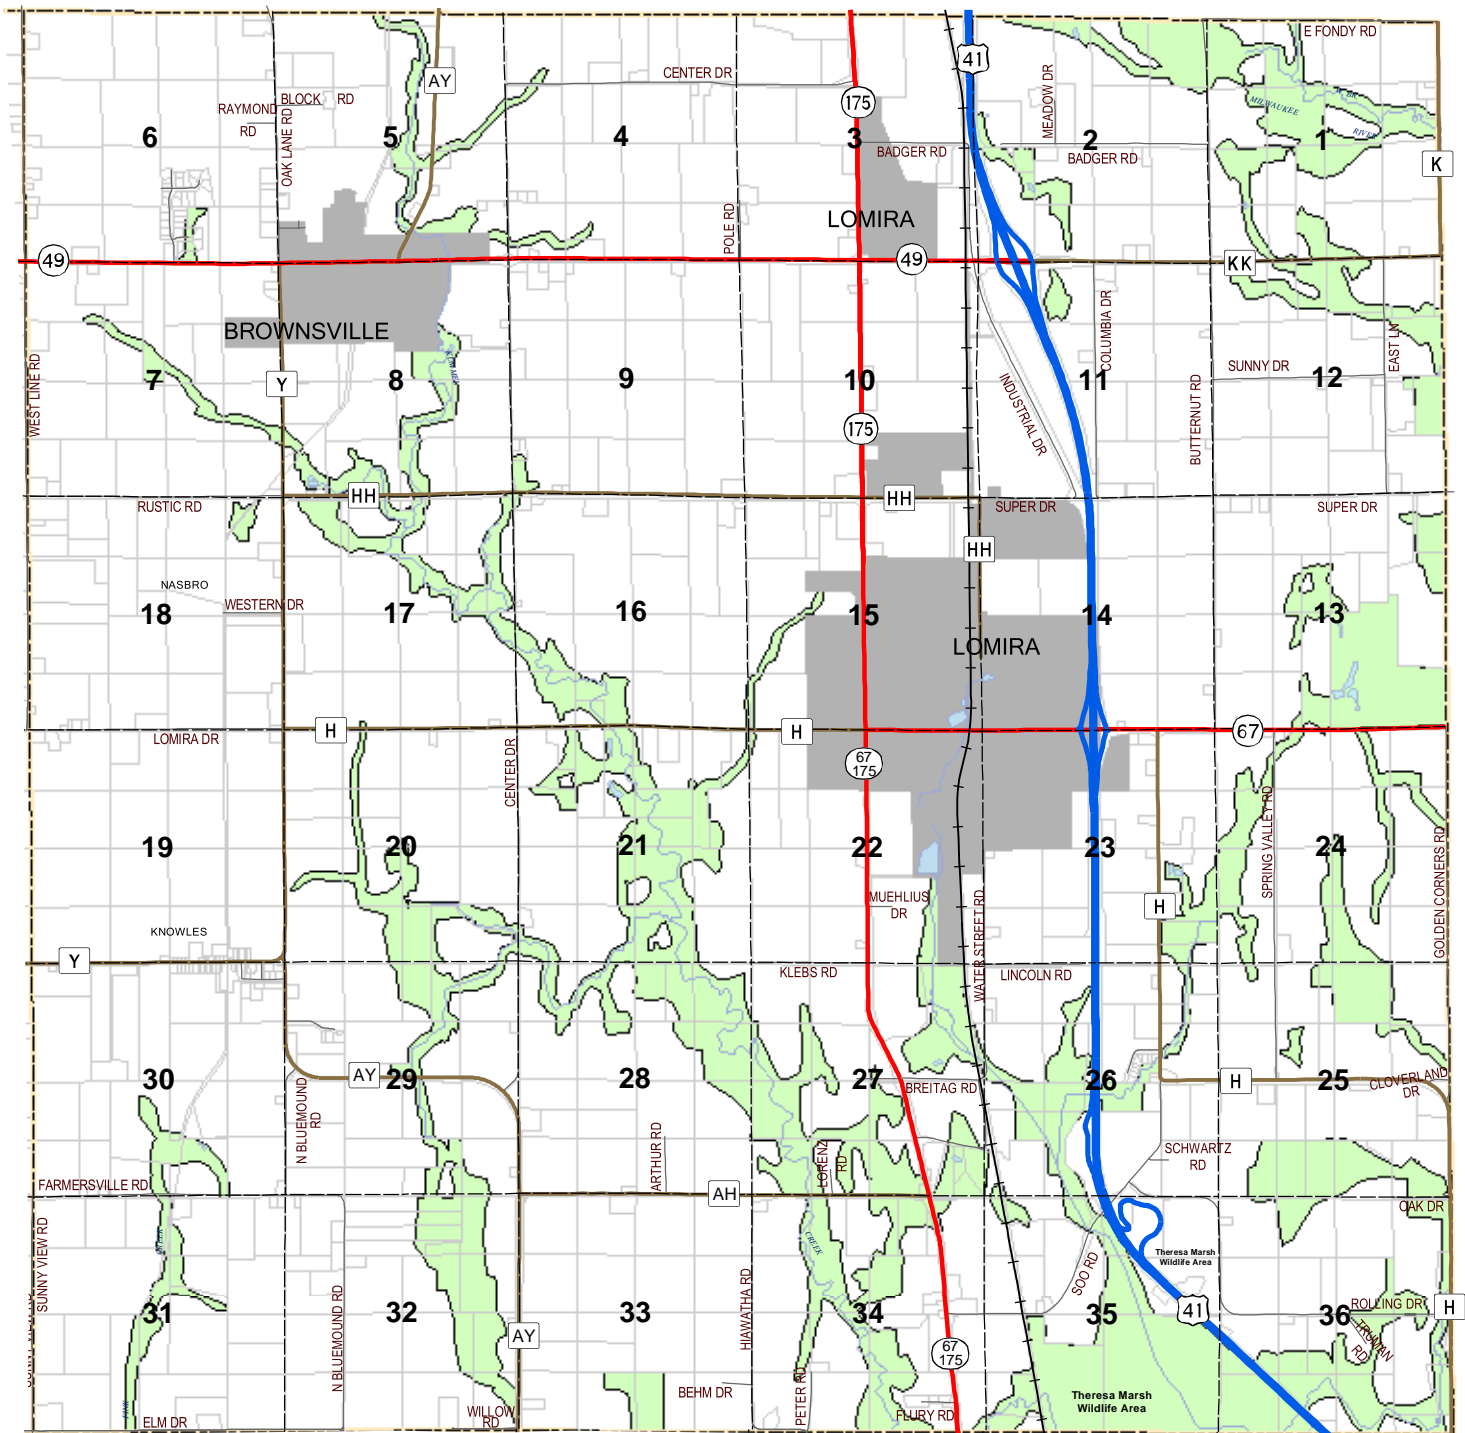 E FONDY RD
41
AY
CENTER DR
MEADOW DR
BLOCK RD
RAYMOND
RD
OAK LANE RD
175
MILWAUKEE
RIVER
6
5
4
3
2
1
BADGER RD
BADGER RD
K
POLE RD
LOMIRA
49
49
KK
BROWNSVILLE
COLUMBIA DR
EAST LN
WEST LINE RD
SUNNY DR
7
Y
8
9
10
11
12
INDUSTRIAL DR
BUTTERNUT RD
175
HH
HH
RUSTIC RD
SUPER DR
SUPER DR
HH
NASBRO
WESTERN DR
18
17
16
15
14
13
LOMIRA
H
H
67
LOMIRA DR
CENTER DR
67
175
SPRING VALLEY RD
GOLDEN CORNERS RD
19
20
21
22
23
24
MUEHLIUS
DR
H
KNOWLES
WATER STREET RD
Y
KLEBS RD
LINCOLN RD
30
AY
29
28
27
26
H
25
CLOVERLAND
DR
BREITAG RD
N BLUEMOUND
RD
ARTHUR RD
LORENZ
RD
SCHWARTZ
RD
FARMERSVILLE RD
AH
OAK DR
SUNNY VIEW RD
CREEK
CREEK
Theresa Marsh
Wildlife Area
SOO RD
HIAWATHA RD
N BLUEMOUND RD
31
32
33
34
35
41
36
ROLLING DR
H
TRUMAN
RD
AY
67
175
PETER RD
BEHM DR
Theresa Marsh
Wildlife Area
ELM DR
WILLOW
RD
FLURY RD